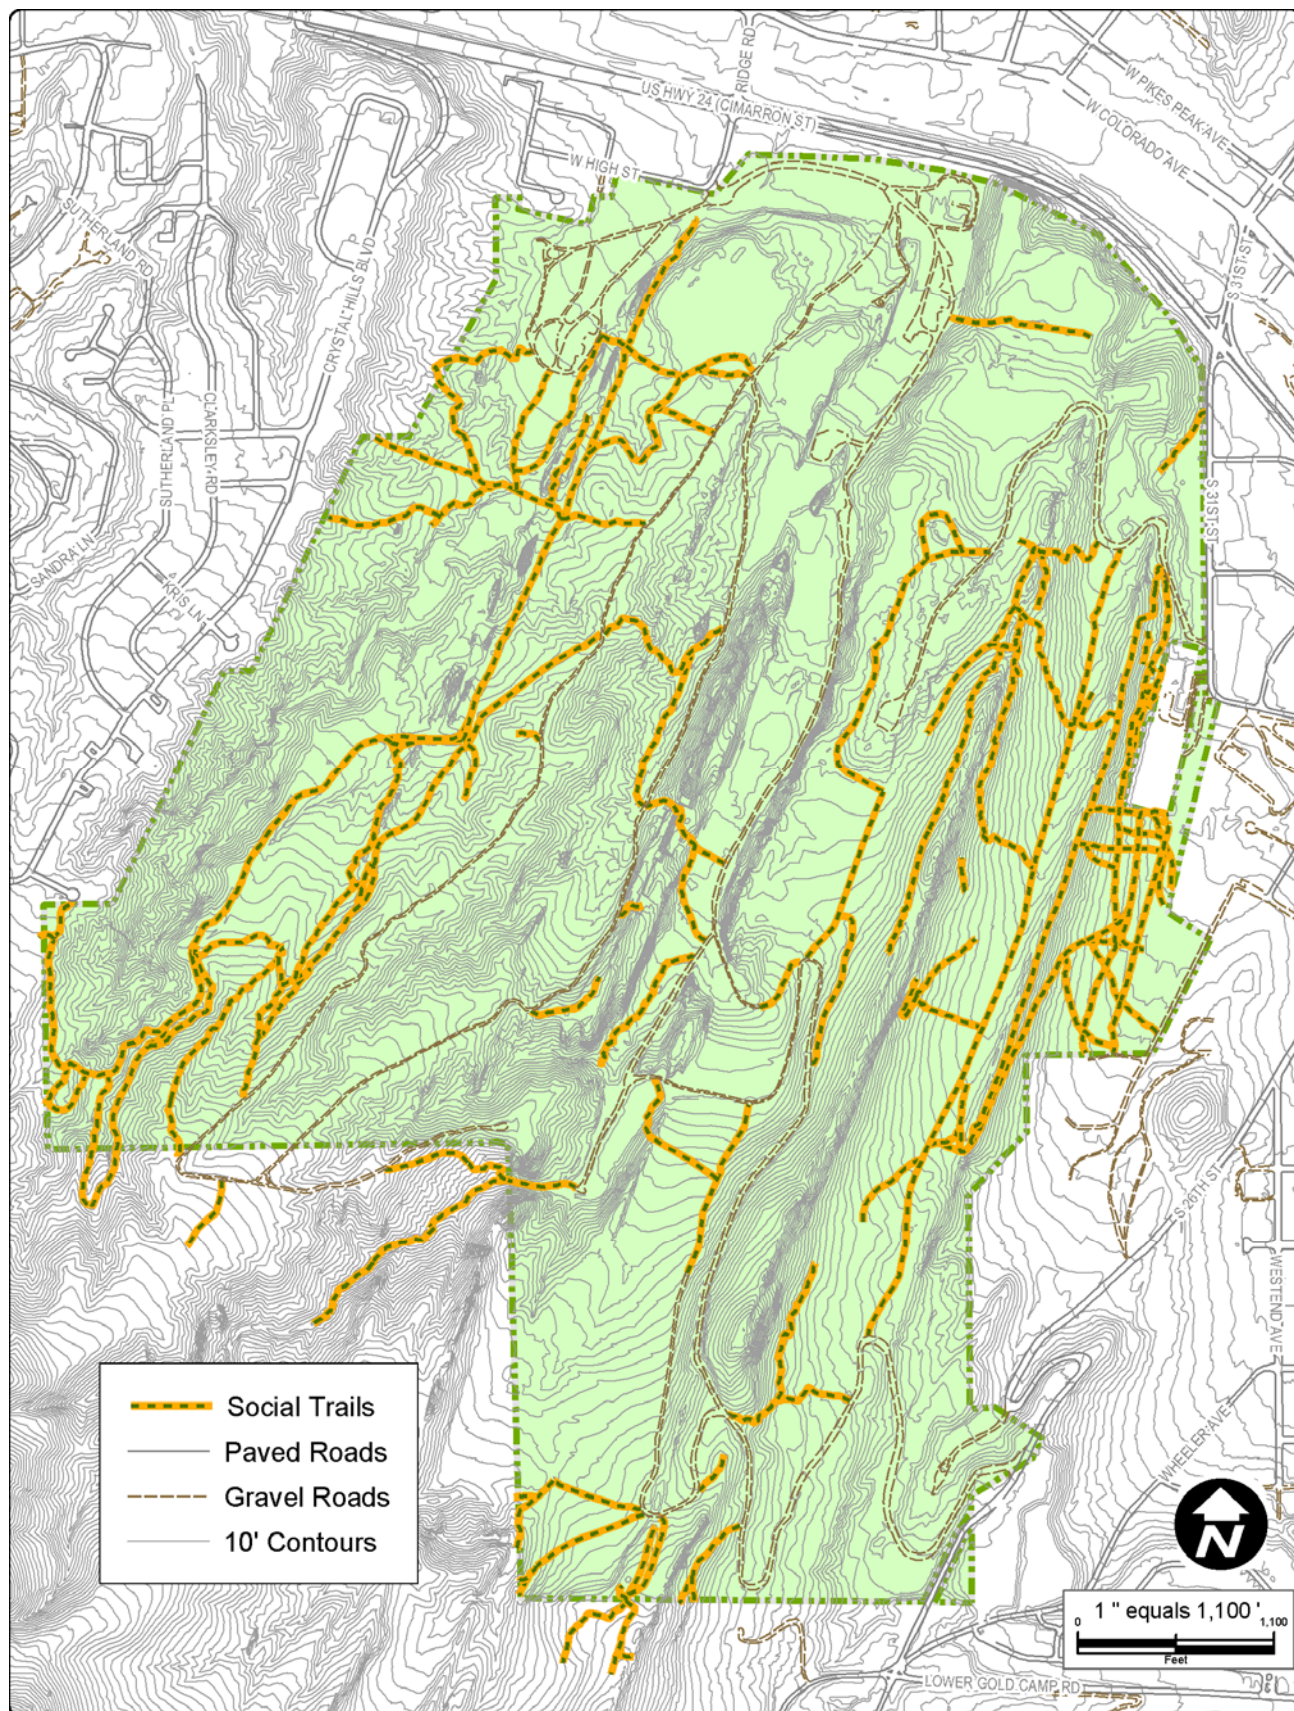 RIDGE RD
US HWY 24 (CIMARRON ST)
W PIKES PEAK AVE
W COLORADO AVE
W HIGH ST
SUTHERLAND RD
S 31ST ST
CRYSTAL HILLS BLVD
SUTHERLAND PL
CLARKSLEY RD
S 31ST ST
SANDRA LN
ARIS LN
S 26TH ST
WESTEND AVE
WHEELER AVE
Social Trails
Paved Roads
Gravel Roads
10' Contours
N
1 " equals 1,100 '
0
1,100
Feet
LOWER GOLD CAMP RD